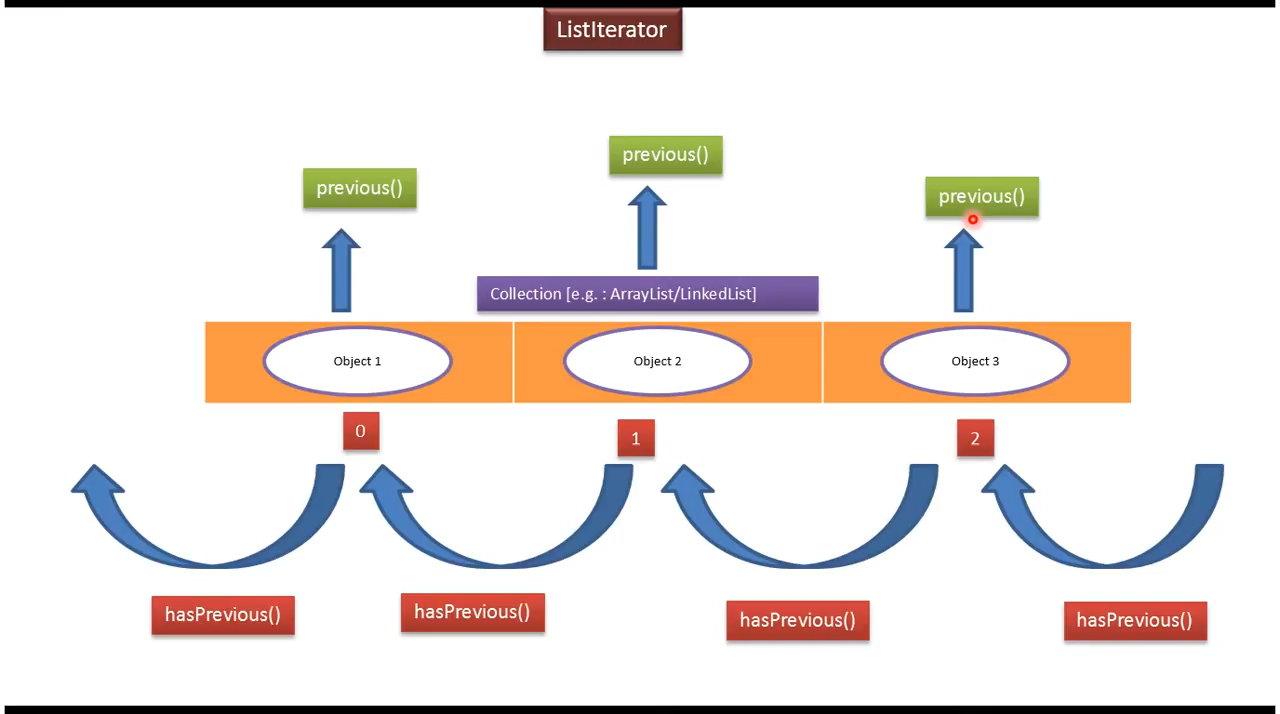 ListIterator
previous()
previous()
previous()
Collection [e.g. : ArrayList/LinkedList]
Object 1
Object 2
Object 3
0
1
2
hasPrevious()
hasPrevious()
hasPrevious()
hasPrevious()